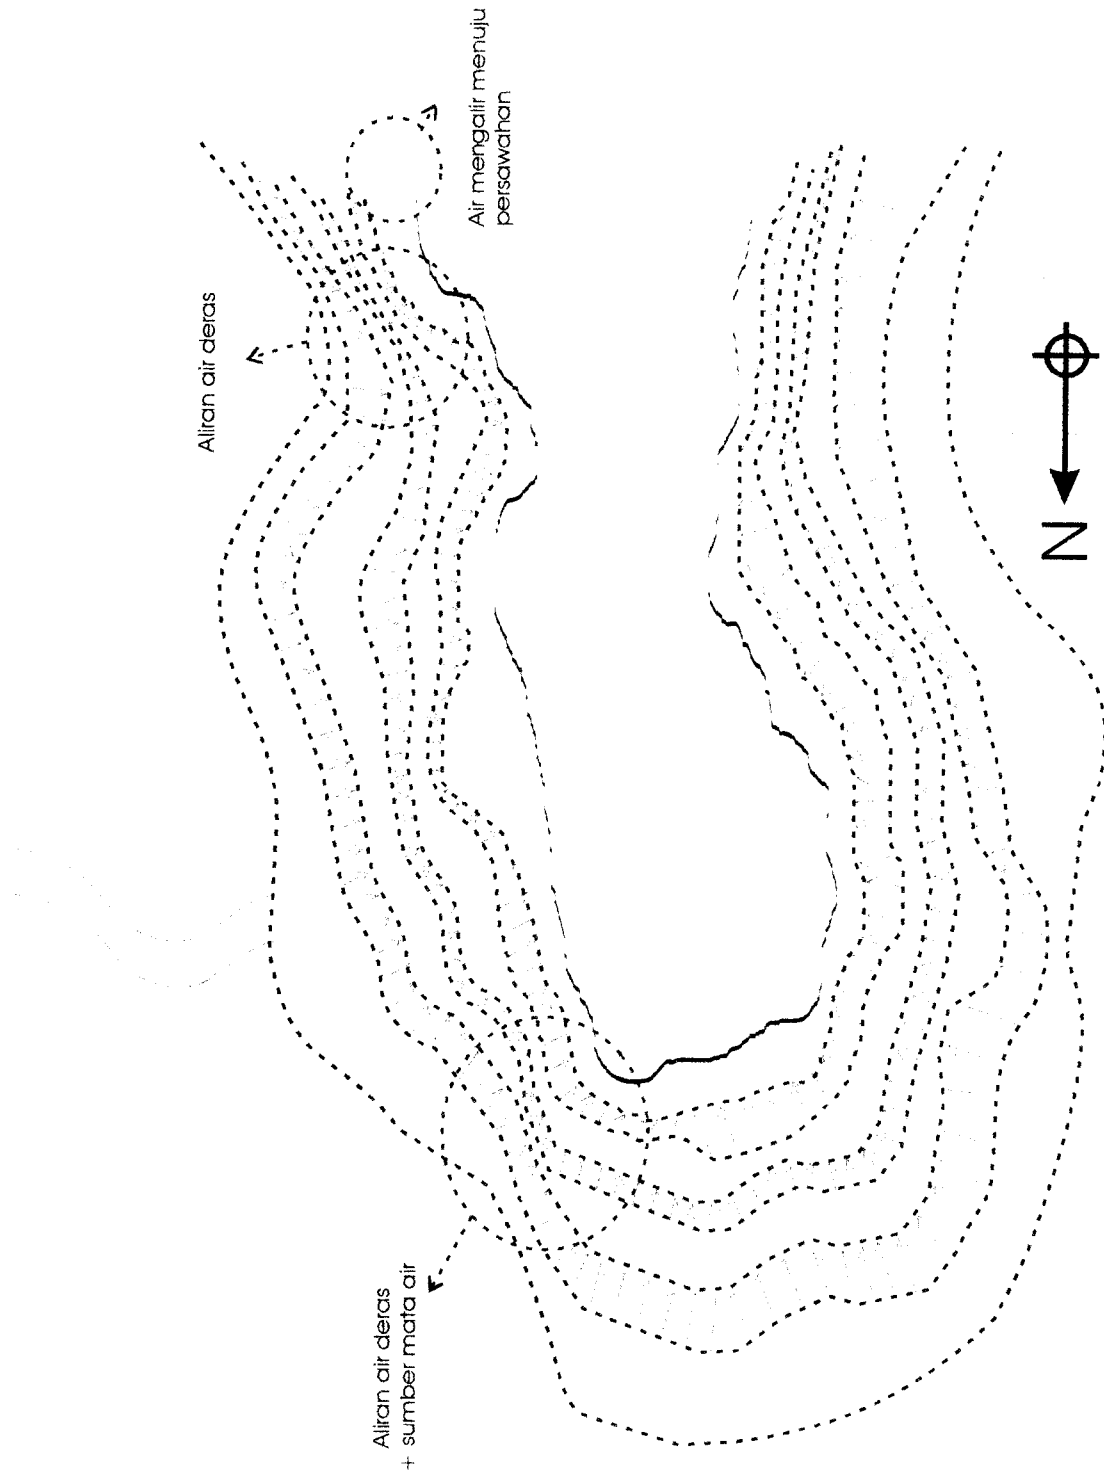 Air mengalir menuju
persawahan
Aliran air deras
Aliran air deras
+ sumber mata air
N